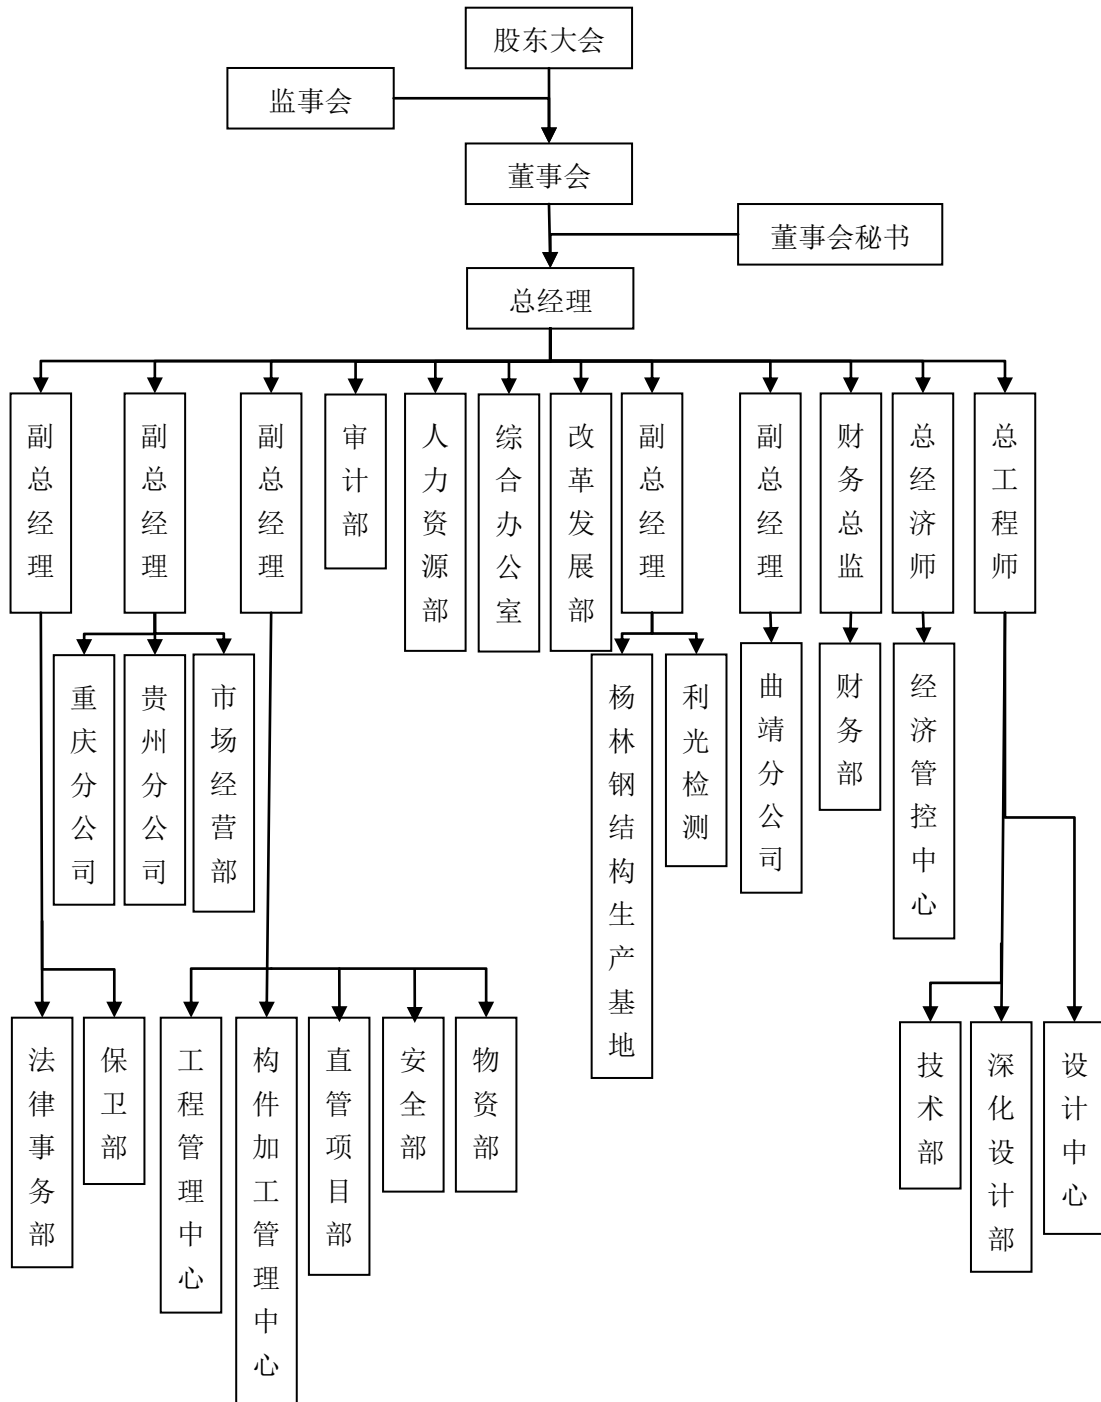 股东大会
监事会
董事会
董事会秘书
总经理
副总经理
副总经理
副总经理
审计部
人力资源部
综合办公室
改革发展部
副总经理
副总经理
财务总监
总经济师
总工程师
重庆分公司
贵州分公司
市场经营部
杨林钢结构生产基地
利光检测
曲靖分公司
财务部
经济管控中心
法律事务部
保卫部
工程管理中心
构件加工管理中心
直管项目部
安全部
物资部
技术部
深化设计部
设计中心